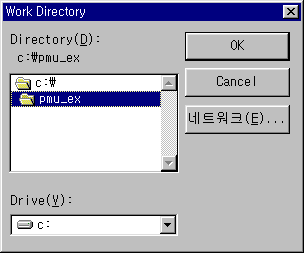 Work Directory
Directory(D):
c:₩pmu_ex
c:₩
pmu_ex
OK
Cancel
네트워크(E)...
Drive(V):
c: